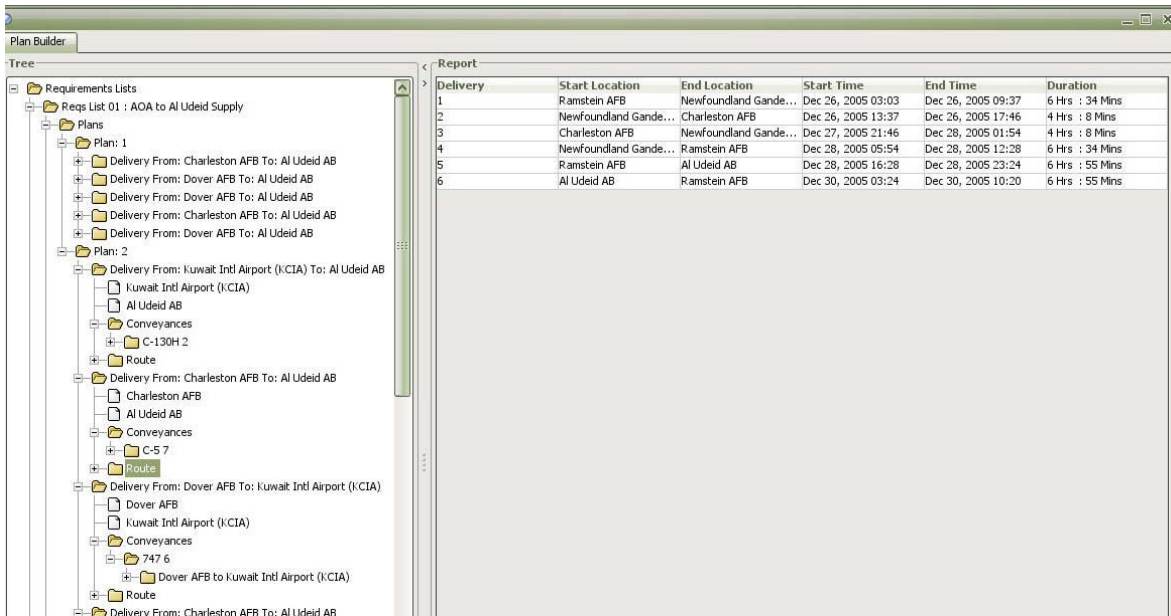 Plan Builder
Tree
Requirements Lists
Reqs List 01 : AOA to Al Udeid Supply
Plans
Plan: 1
Delivery From: Charleston AFB To: Al Udeid AB
Delivery From: Dover AFB To: Al Udeid AB
Delivery From: Dover AFB To: Al Udeid AB
Delivery From: Charleston AFB To: Al Udeid AB
Delivery From: Dover AFB To: Al Udeid AB
Plan: 2
Delivery From: Kuwait Intl Airport (KCIA) To: Al Udeid AB
Kuwait Intl Airport (KCIA)
Al Udeid AB
Conveyances
C-130H 2
Route
Delivery From: Charleston AFB To: Al Udeid AB
Charleston AFB
Al Udeid AB
Conveyances
C-5 7
Route
Delivery From: Dover AFB To: Kuwait Intl Airport (KCIA)
Dover AFB
Kuwait Intl Airport (KCIA)
Conveyances
747 6
Dover AFB to Kuwait Intl Airport (KCIA)
Route
Delivery From: Charleston AFB To: Al Udeid AB
Report
Delivery Start Location End Location Start Time End Time Duration
1 Ramstein AFB Newfoundland Gande... Dec 26, 2005 03:03 Dec 26, 2005 09:37 6 Hrs : 34 Mins
2 Newfoundland Gande... Charleston AFB Dec 26, 2005 13:37 Dec 26, 2005 17:46 4 Hrs : 8 Mins
3 Charleston AFB Newfoundland Gande... Dec 27, 2005 21:46 Dec 28, 2005 01:54 4 Hrs : 8 Mins
4 Newfoundland Gande... Ramstein AFB Dec 28, 2005 05:54 Dec 28, 2005 12:28 6 Hrs : 34 Mins
5 Ramstein AFB Al Udeid AB Dec 28, 2005 16:28 Dec 28, 2005 23:24 6 Hrs : 55 Mins
6 Al Udeid AB Ramstein AFB Dec 30, 2005 03:24 Dec 30, 2005 10:20 6 Hrs : 55 Mins